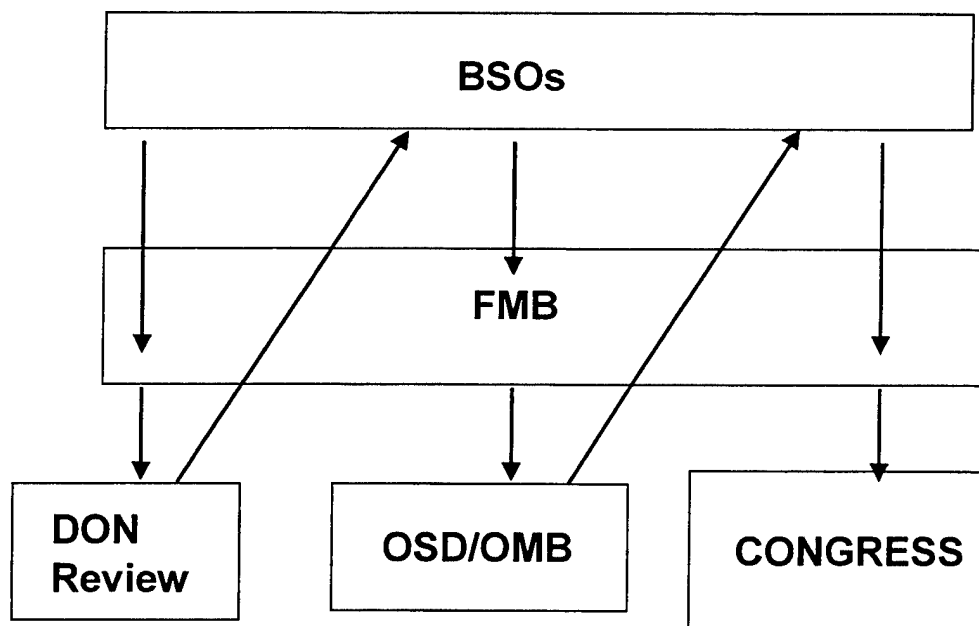 BSOs
FMB
DON
Review
OSD/OMB
CONGRESS